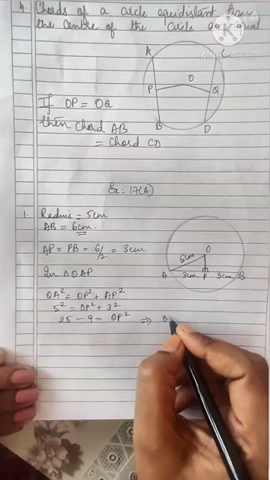 4. Chords of a circle equidistant from
the centre of the circle are equal
A
C
O
P
Q
B
D
If OP = OQ
then Chord AB
= Chord CD
Ex: 17(A)
1. Radius = 5cm
AB = 6cm
AP = PB = 6/2 = 3cm
In △OAP
OA² = OP² + AP²
5² = OP² + 3²
25 - 9 = OP² ⇒
O
5cm
A 3cm P 3cm B